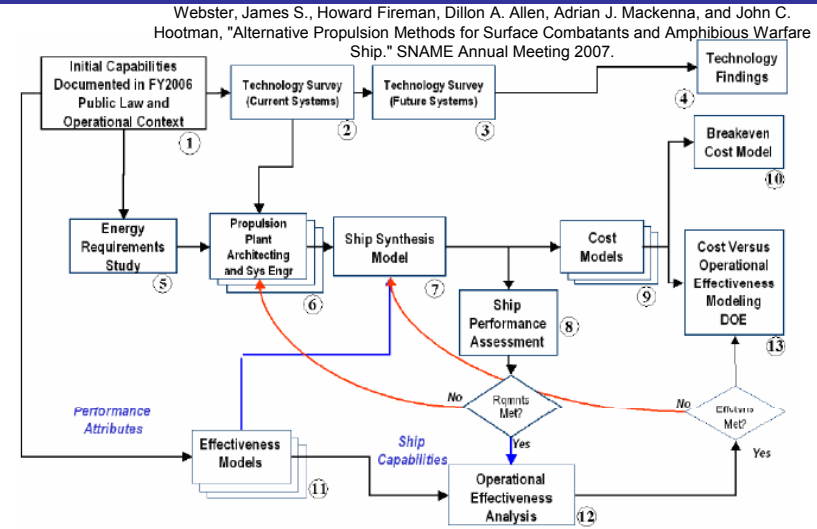 Webster, James S., Howard Fireman, Dillon A. Allen, Adrian J. Mackenna, and John C.
Hootman, "Alternative Propulsion Methods for Surface Combatants and Amphibious Warfare
Ship." SNAME Annual Meeting 2007.
Initial Capabilities
Documented in FY2006
Public Law and
Operational Context
1
Technology Survey
(Current Systems)
2
Technology Survey
(Future Systems)
3
Technology
Findings
4
Breakeven
Cost Model
10
Energy
Requirements
Study
5
Propulsion
Plant
Architecting
and Sys Engr
6
Ship Synthesis
Model
7
Cost
Models
9
Cost Versus
Operational
Effectiveness
Modeling
DOE
13
Ship
Performance
Assessment
8
No
Rqmnts
Met?
Yes
No
Met?
Yes
Performance
Attributes
Effectiveness
Models
11
Ship
Capabilities
Operational
Effectiveness
Analysis
12